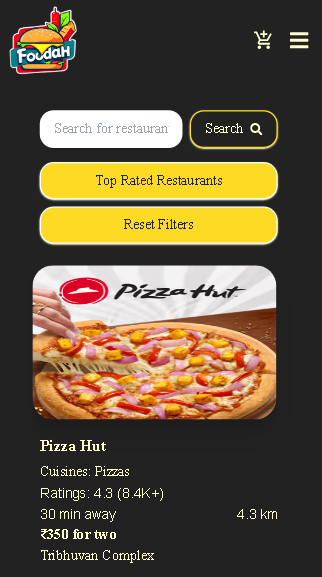 FoodaH
Search for restauran
Search
Top Rated Restaurants
Reset Filters
Pizza Hut
Pizza Hut
Cuisines: Pizzas
Ratings: 4.3 (8.4K+)
30 min away 4.3 km
₹350 for two
Tribhuvan Complex